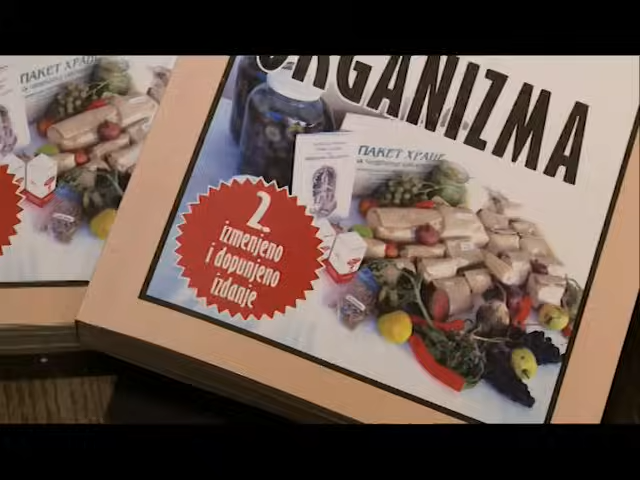 ORGANIZMA
ПАКЕТ ХРАНЕ
ПАКЕТ ХРАНЕ
2.
izmenjeno
i dopunjeno
izdanje